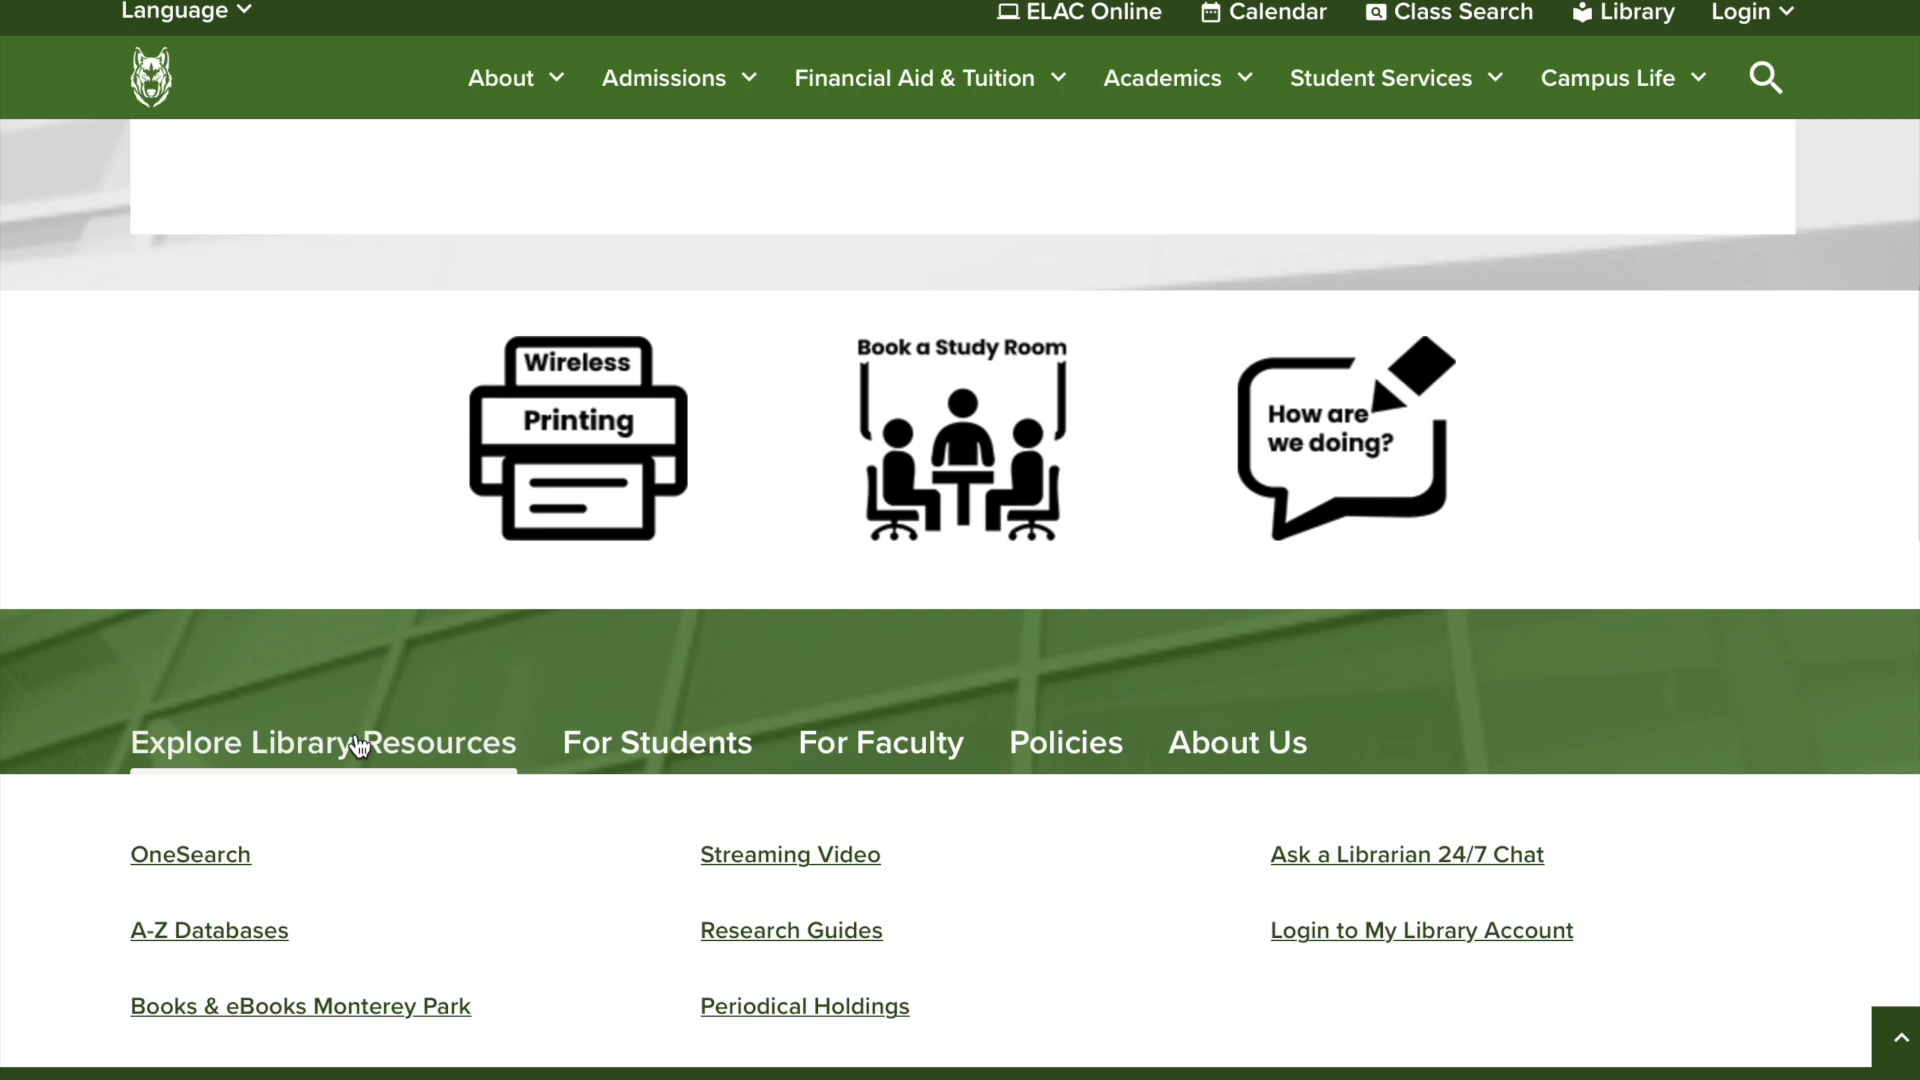 Language
ELAC Online
Calendar
Class Search
Library
Login
About
Admissions
Financial Aid & Tuition
Academics
Student Services
Campus Life
Wireless
Printing
Book a Study Room
How are
we doing?
Explore Library Resources
For Students
For Faculty
Policies
About Us
OneSearch
Streaming Video
Ask a Librarian 24/7 Chat
A-Z Databases
Research Guides
Login to My Library Account
Books & eBooks Monterey Park
Periodical Holdings